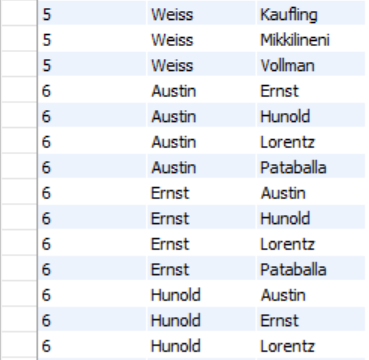 5 Weiss Kaufling
5 Weiss Mikkilineni
5 Weiss Vollman
6 Austin Ernst
6 Austin Hunold
6 Austin Lorentz
6 Austin Pataballa
6 Ernst Austin
6 Ernst Hunold
6 Ernst Lorentz
6 Ernst Pataballa
6 Hunold Austin
6 Hunold Ernst
6 Hunold Lorentz